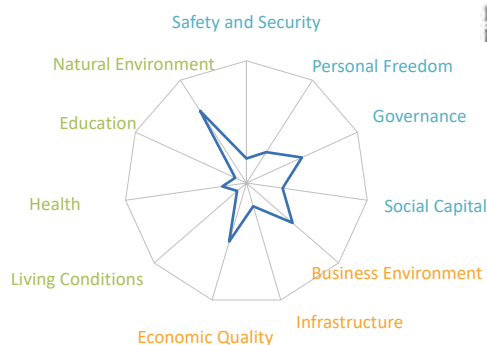 Safety and Security
Natural Environment
Personal Freedom
Education
Governance
Health
Social Capital
Living Conditions
Business Environment
Economic Quality
Infrastructure